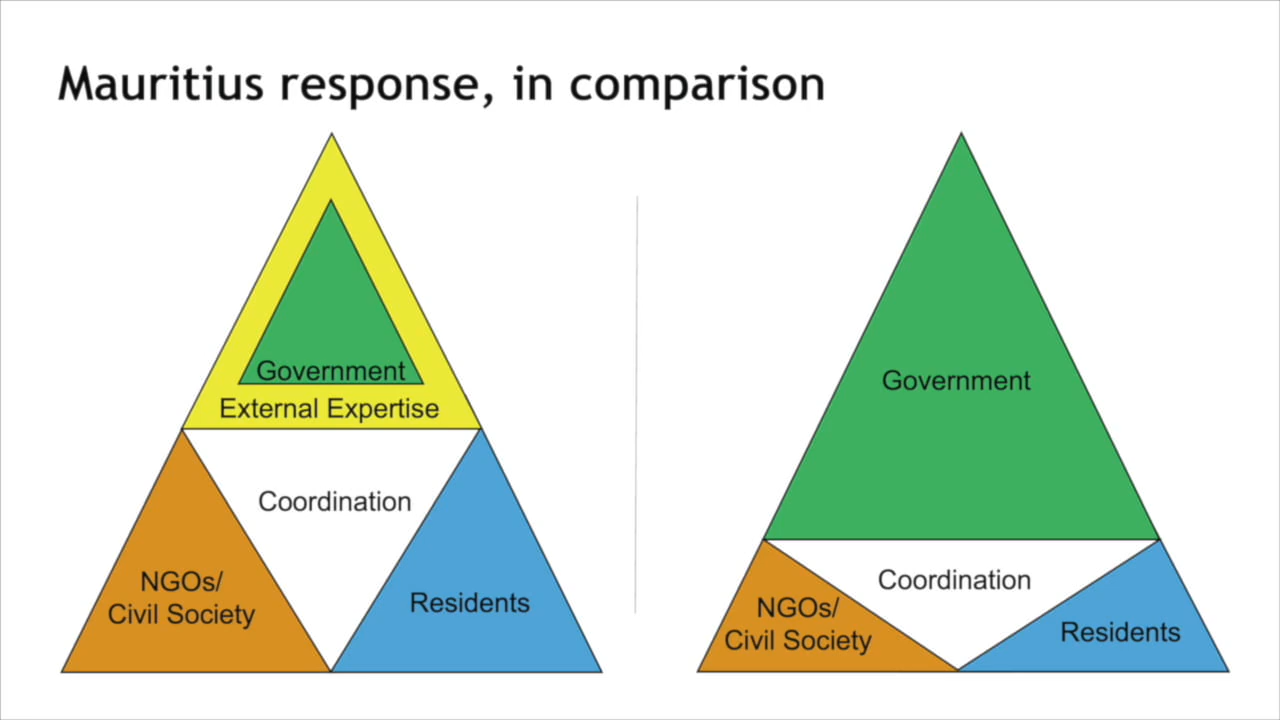 Mauritius response, in comparison
Government
External Expertise
Coordination
NGOs/
Civil Society
Residents
Government
Coordination
NGOs/
Civil Society
Residents